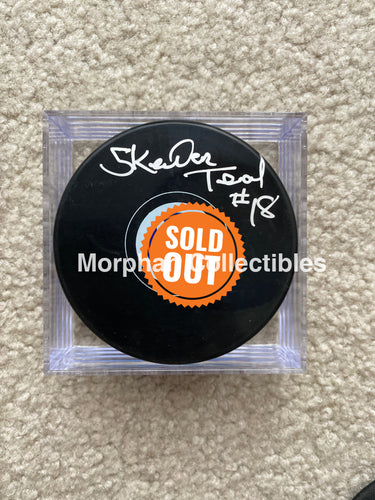 Skeeter
Teal
#18
SOLD
OUT
Morphan Collectibles